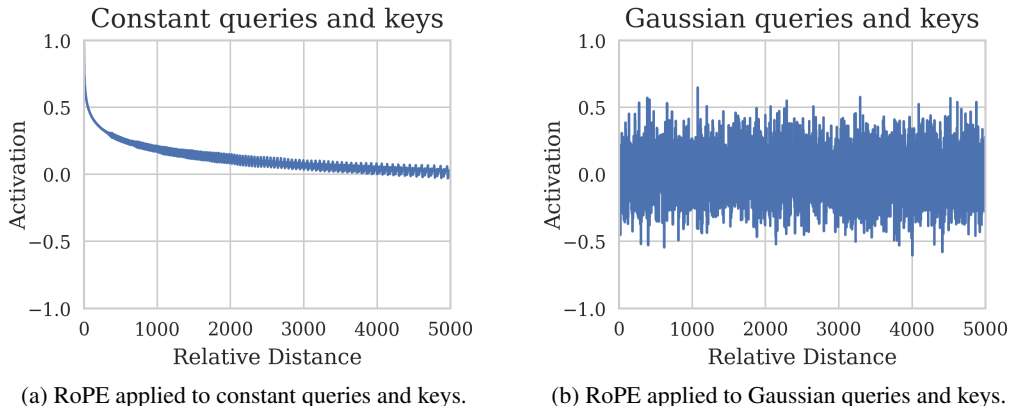 Constant queries and keys
1.0
0.5
0.0
−0.5
−1.0
Activation
0 1000 2000 3000 4000 5000
Relative Distance
(a) RoPE applied to constant queries and keys.
Gaussian queries and keys
1.0
0.5
0.0
−0.5
−1.0
Activation
0 1000 2000 3000 4000 5000
Relative Distance
(b) RoPE applied to Gaussian queries and keys.